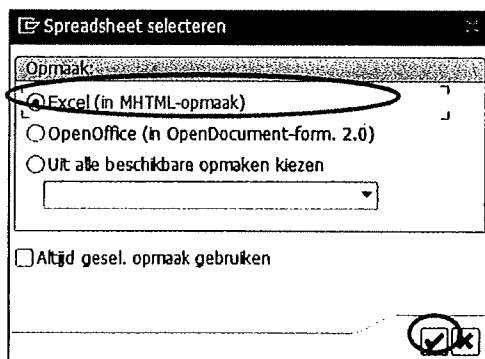 Spreadsheet selecteren
Opmaak:
Excel (in MHTML-opmaak)
OpenOffice (in OpenDocument-form. 2.0)
Uit alle beschikbare opmaken kiezen
Altijd gesel. opmaak gebruiken